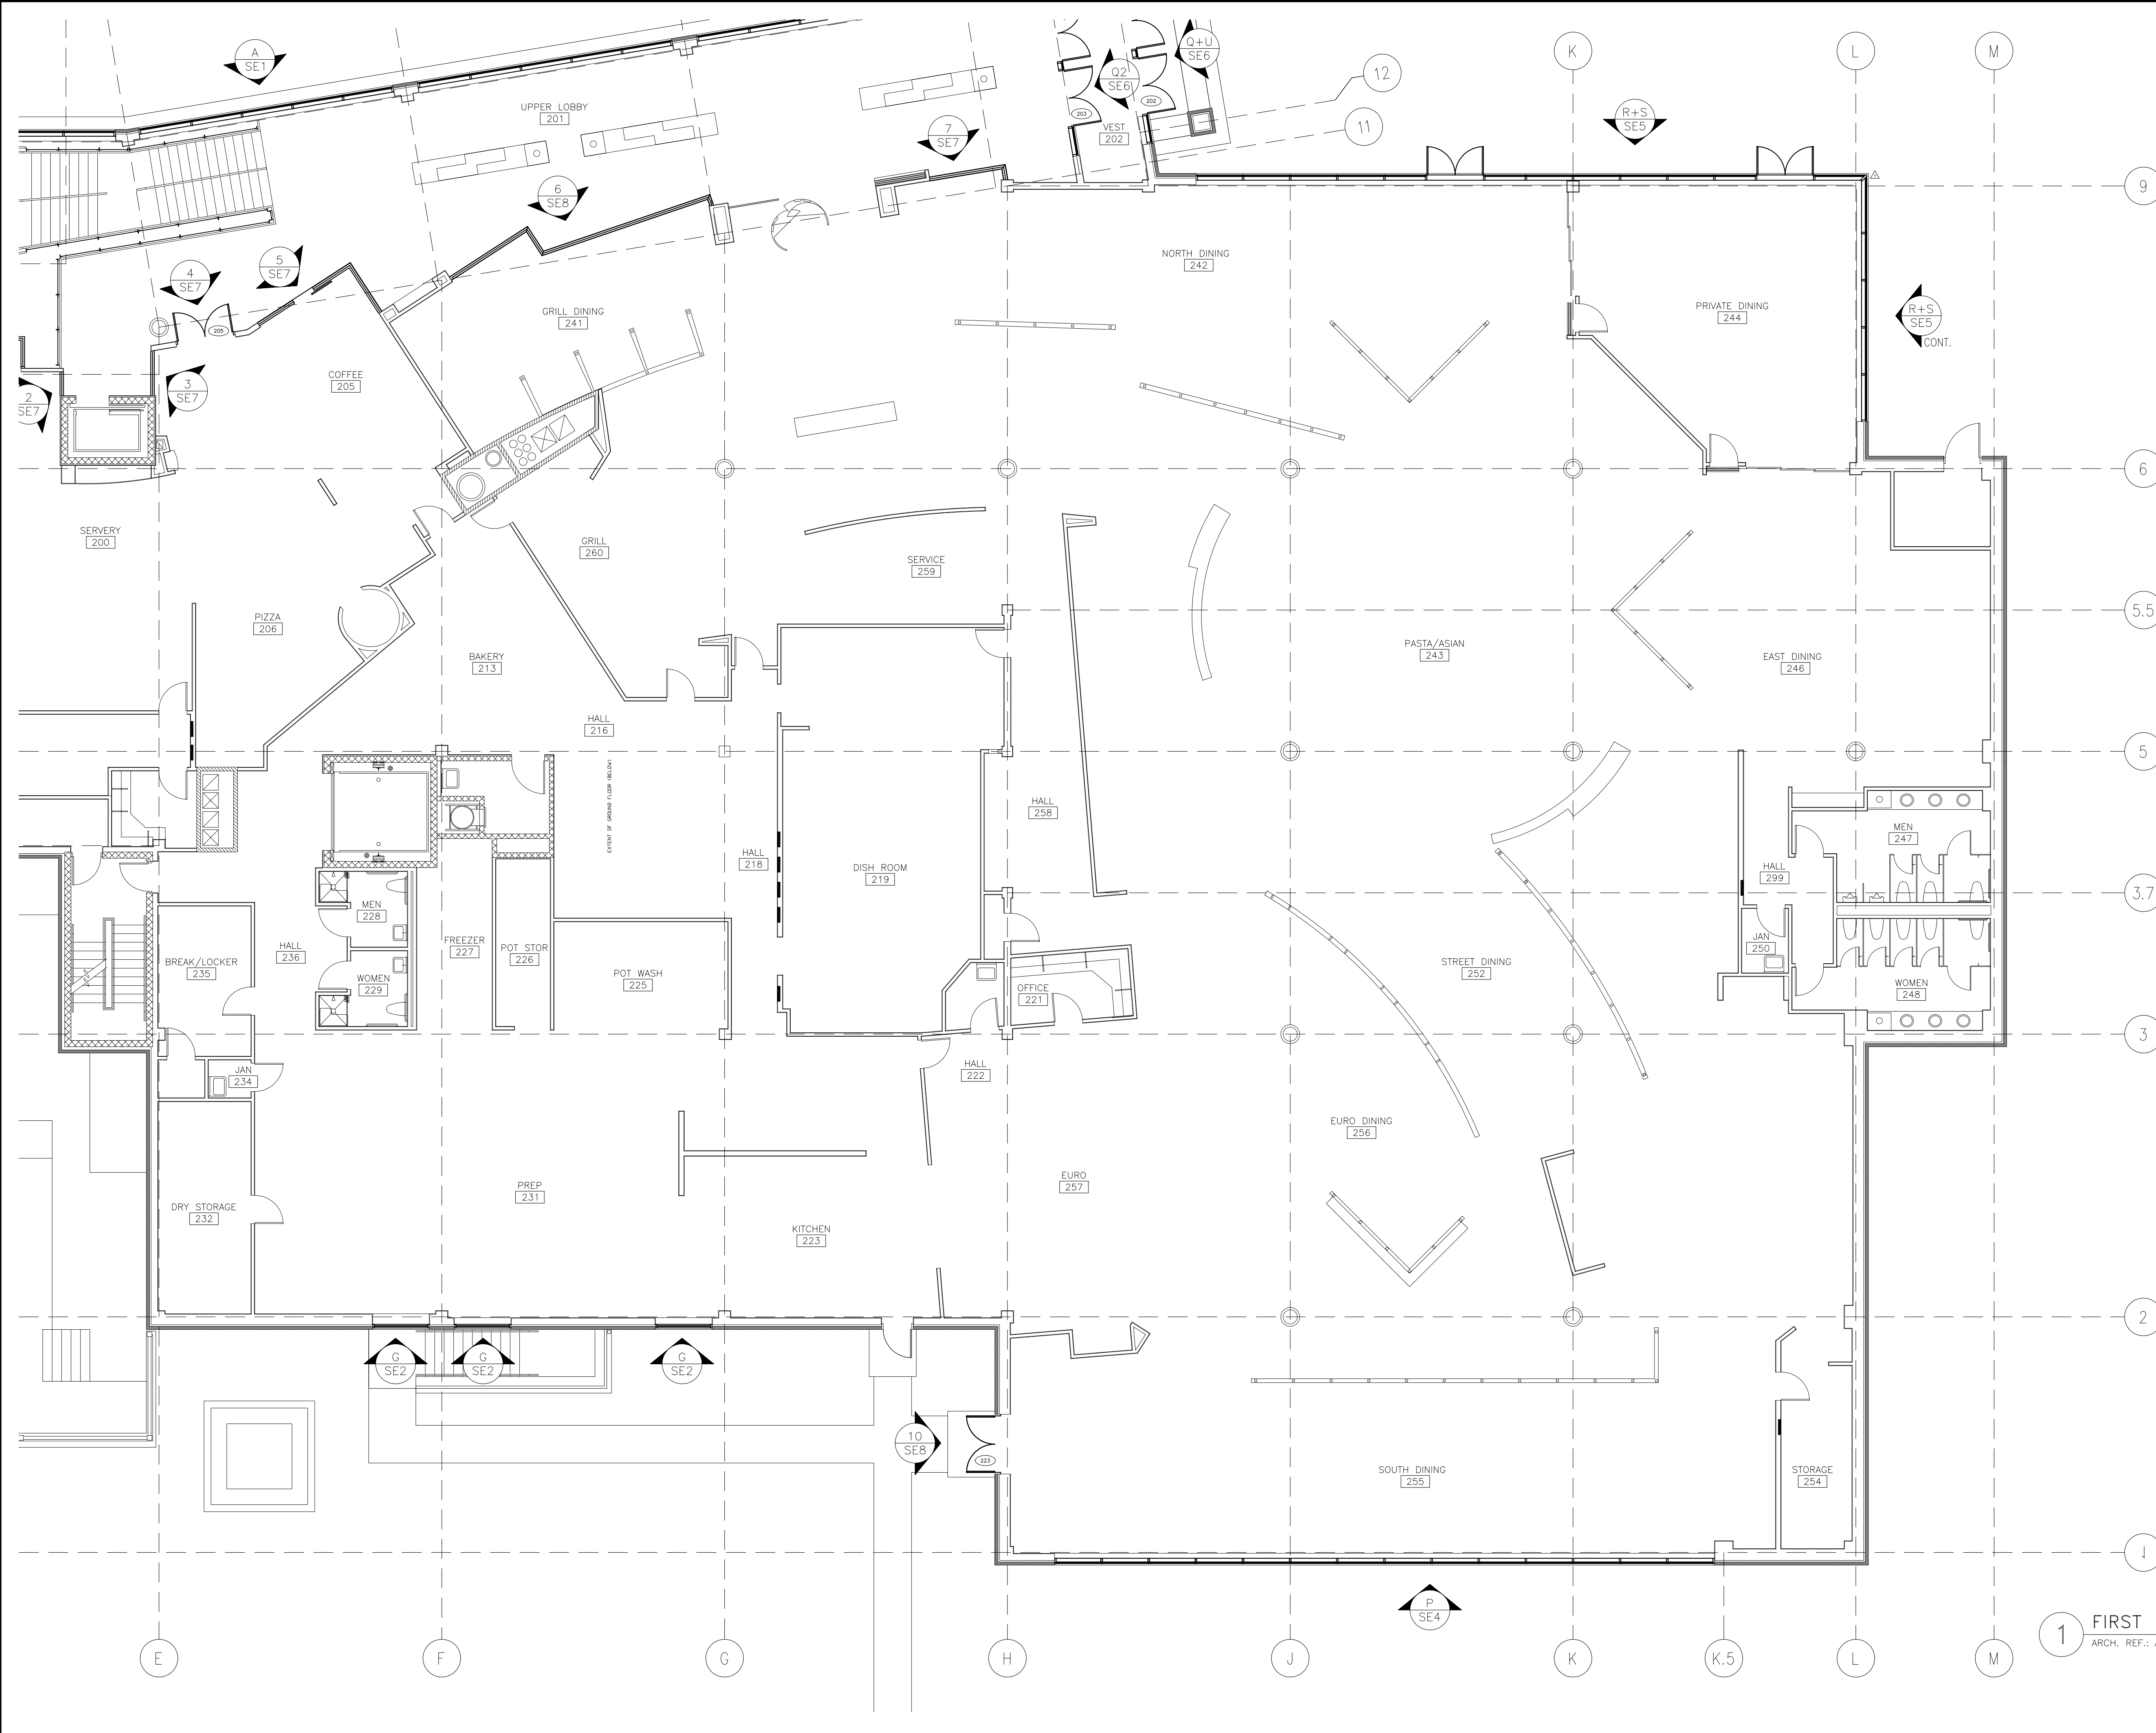 A
SE1
Q+U
SE6
Q2
SE6
12
K
L
M
UPPER LOBBY
201
203
202
VEST
202
R+S
SE5
11
7
SE7
9
6
SE8
NORTH DINING
242
5
SE7
4
SE7
205
GRILL DINING
241
PRIVATE DINING
244
R+S
SE5
CONT.
COFFEE
205
3
SE7
2
SE7
6
SERVERY
200
GRILL
260
SERVICE
259
5.5
PIZZA
206
PASTA/ASIAN
243
BAKERY
213
EAST DINING
246
HALL
216
5
EXTENT OF GROUND FLOOR (BELOW)
HALL
258
MEN
247
HALL
218
DISH ROOM
219
HALL
299
3.7
MEN
228
HALL
236
FREEZER
227
POT STOR
226
JAN
250
BREAK/LOCKER
235
STREET DINING
252
POT WASH
225
WOMEN
229
OFFICE
221
WOMEN
248
3
JAN
234
HALL
222
EURO DINING
256
EURO
257
PREP
231
DRY STORAGE
232
KITCHEN
223
2
G
SE2
G
SE2
G
SE2
10
SE8
223
SOUTH DINING
255
STORAGE
254
P
SE4
1
FIRST
ARCH. REF.:
E
F
G
H
J
K
K.5
L
M